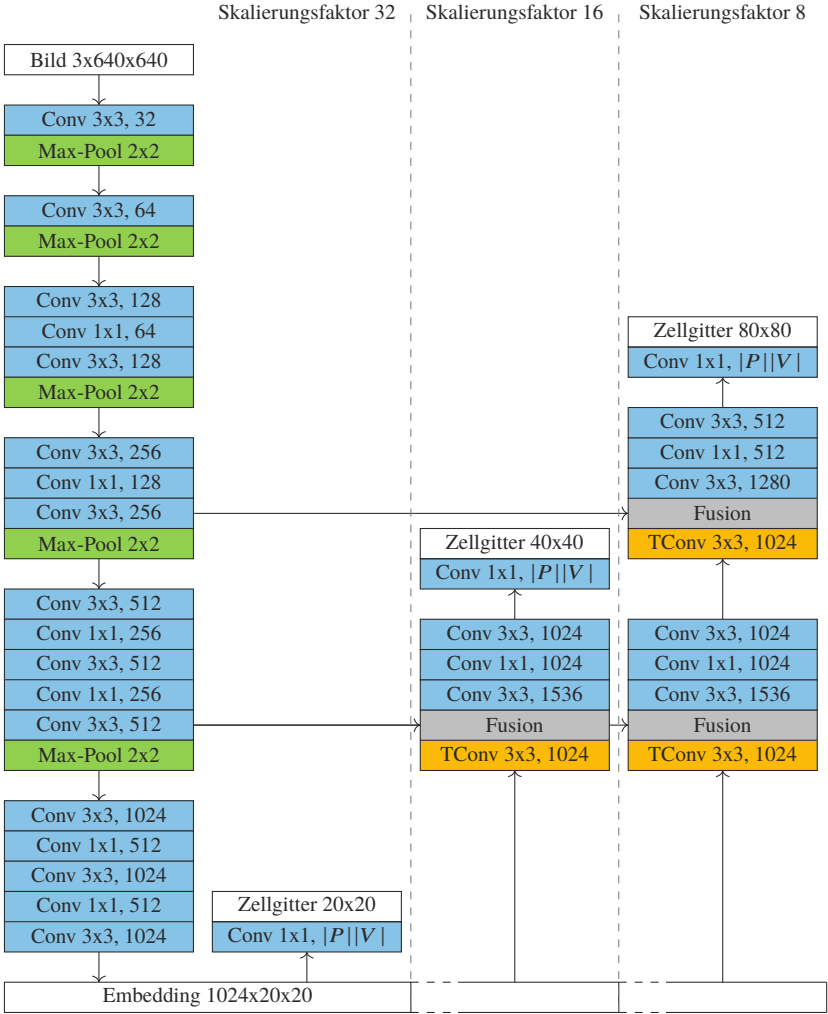 Skalierungsfaktor 32
Skalierungsfaktor 16
Skalierungsfaktor 8
Bild 3x640x640
Conv 3x3, 32
Max-Pool 2x2
Conv 3x3, 64
Max-Pool 2x2
Conv 3x3, 128
Conv 1x1, 64
Conv 3x3, 128
Max-Pool 2x2
Conv 3x3, 256
Conv 1x1, 128
Conv 3x3, 256
Max-Pool 2x2
Conv 3x3, 512
Conv 1x1, 256
Conv 3x3, 512
Conv 1x1, 256
Conv 3x3, 512
Max-Pool 2x2
Conv 3x3, 1024
Conv 1x1, 512
Conv 3x3, 1024
Conv 1x1, 512
Conv 3x3, 1024
Embedding 1024x20x20
Zellgitter 20x20
Conv 1x1, |P||V|
Zellgitter 40x40
Conv 1x1, |P||V|
Conv 3x3, 1024
Conv 1x1, 1024
Conv 3x3, 1536
Fusion
TConv 3x3, 1024
Zellgitter 80x80
Conv 1x1, |P||V|
Conv 3x3, 512
Conv 1x1, 512
Conv 3x3, 1280
Fusion
TConv 3x3, 1024
Conv 3x3, 1024
Conv 1x1, 1024
Conv 3x3, 1536
Fusion
TConv 3x3, 1024